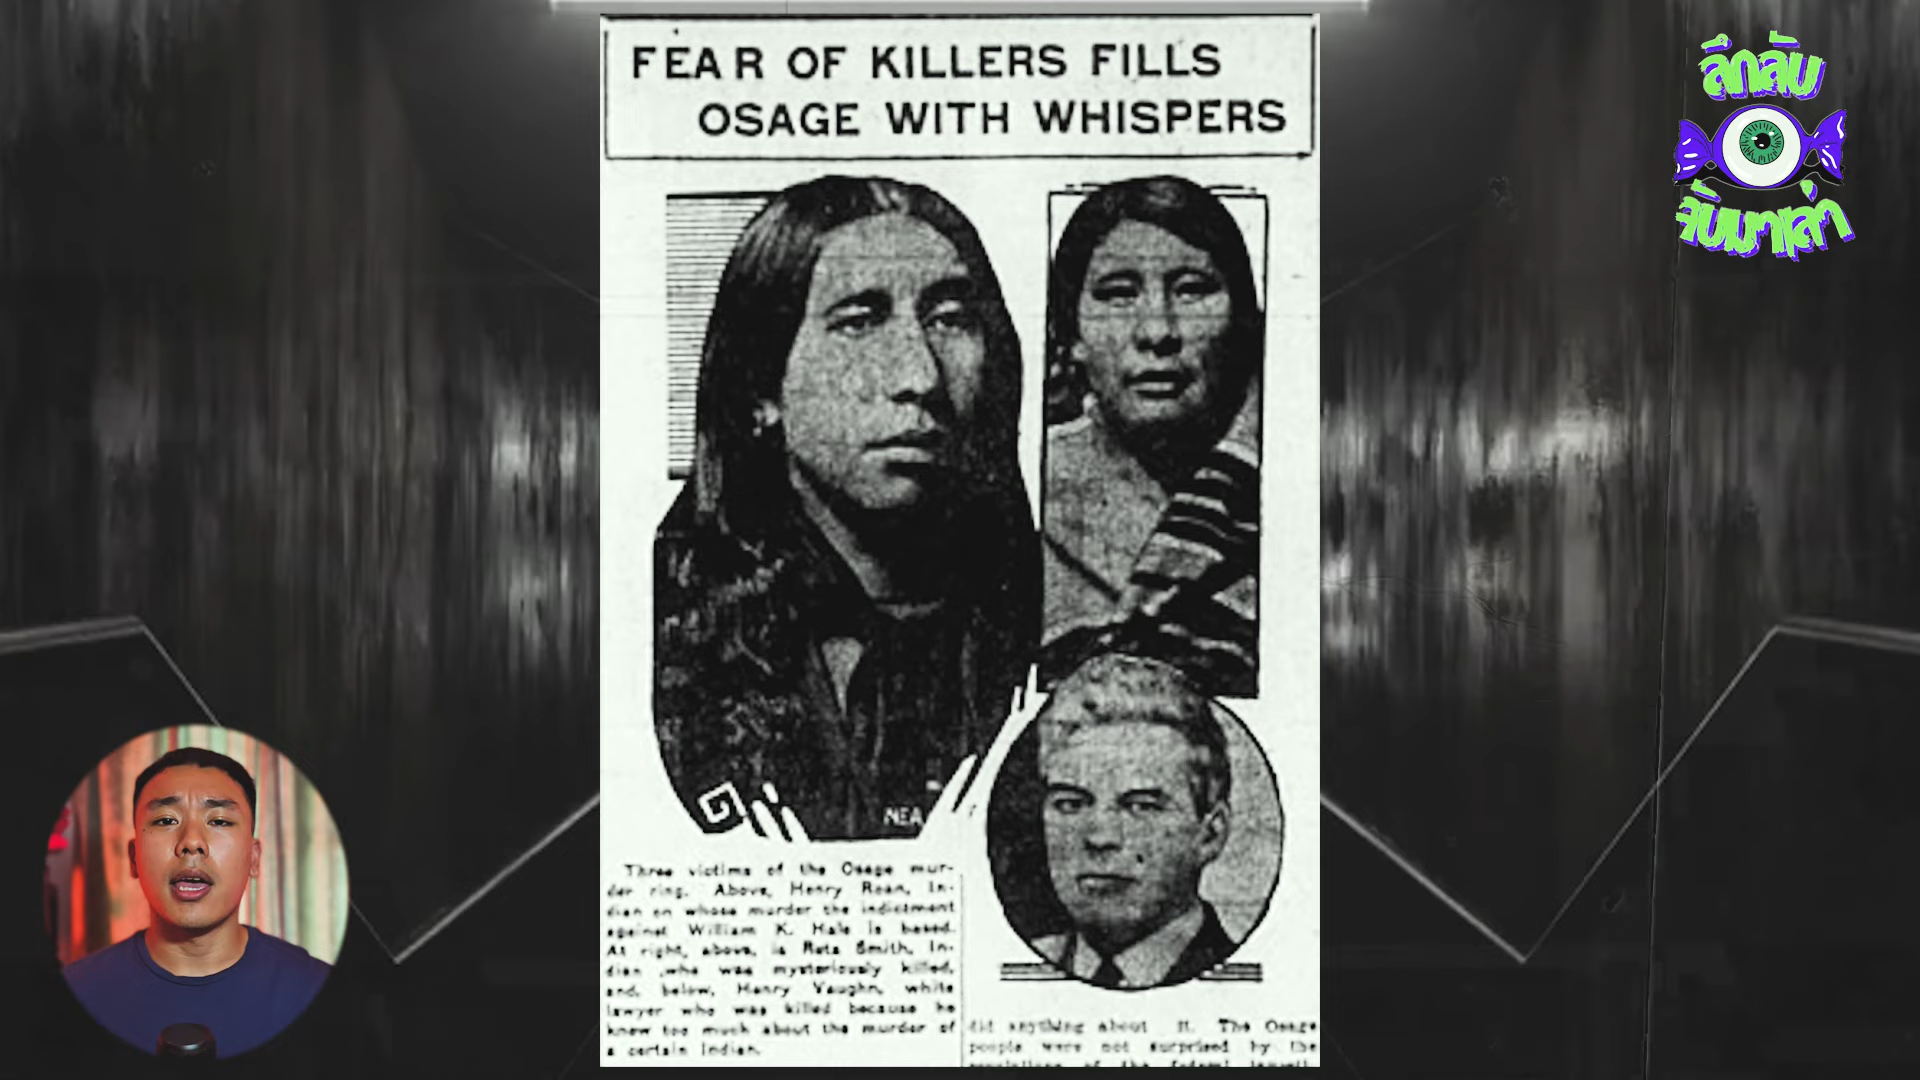 FEAR OF KILLERS FILLS
OSAGE WITH WHISPERS
ลึกลับ
จับมาเล่า
NEA
Three victims of the Osage mur-
der ring. Above, Henry Roan, In-
dian on whose murder the indictment
against William K. Hale is based.
At right, above, is Reta Smith, In-
dian ,who was mysteriously killed,
and, below, Henry Vaughn, white
lawyer who was killed because he
knew too much about the murder of
a certain Indian.
did anything about it. The Osage
people were not surprised by the
of the federal